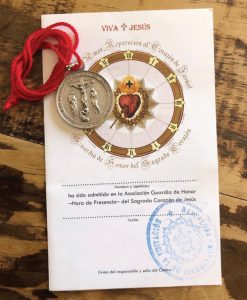 VIVA JESÚS
Amor, Reparación al Corazón de Jesús
Guardia de Honor del Sagrado Corazón
Nombre y apellidos
ha sido admitido en la Asociación Guardia de Honor
–Hora de Presencia– del Sagrado Corazón de Jesús
Fecha
Firma del responsable y sello del Centro